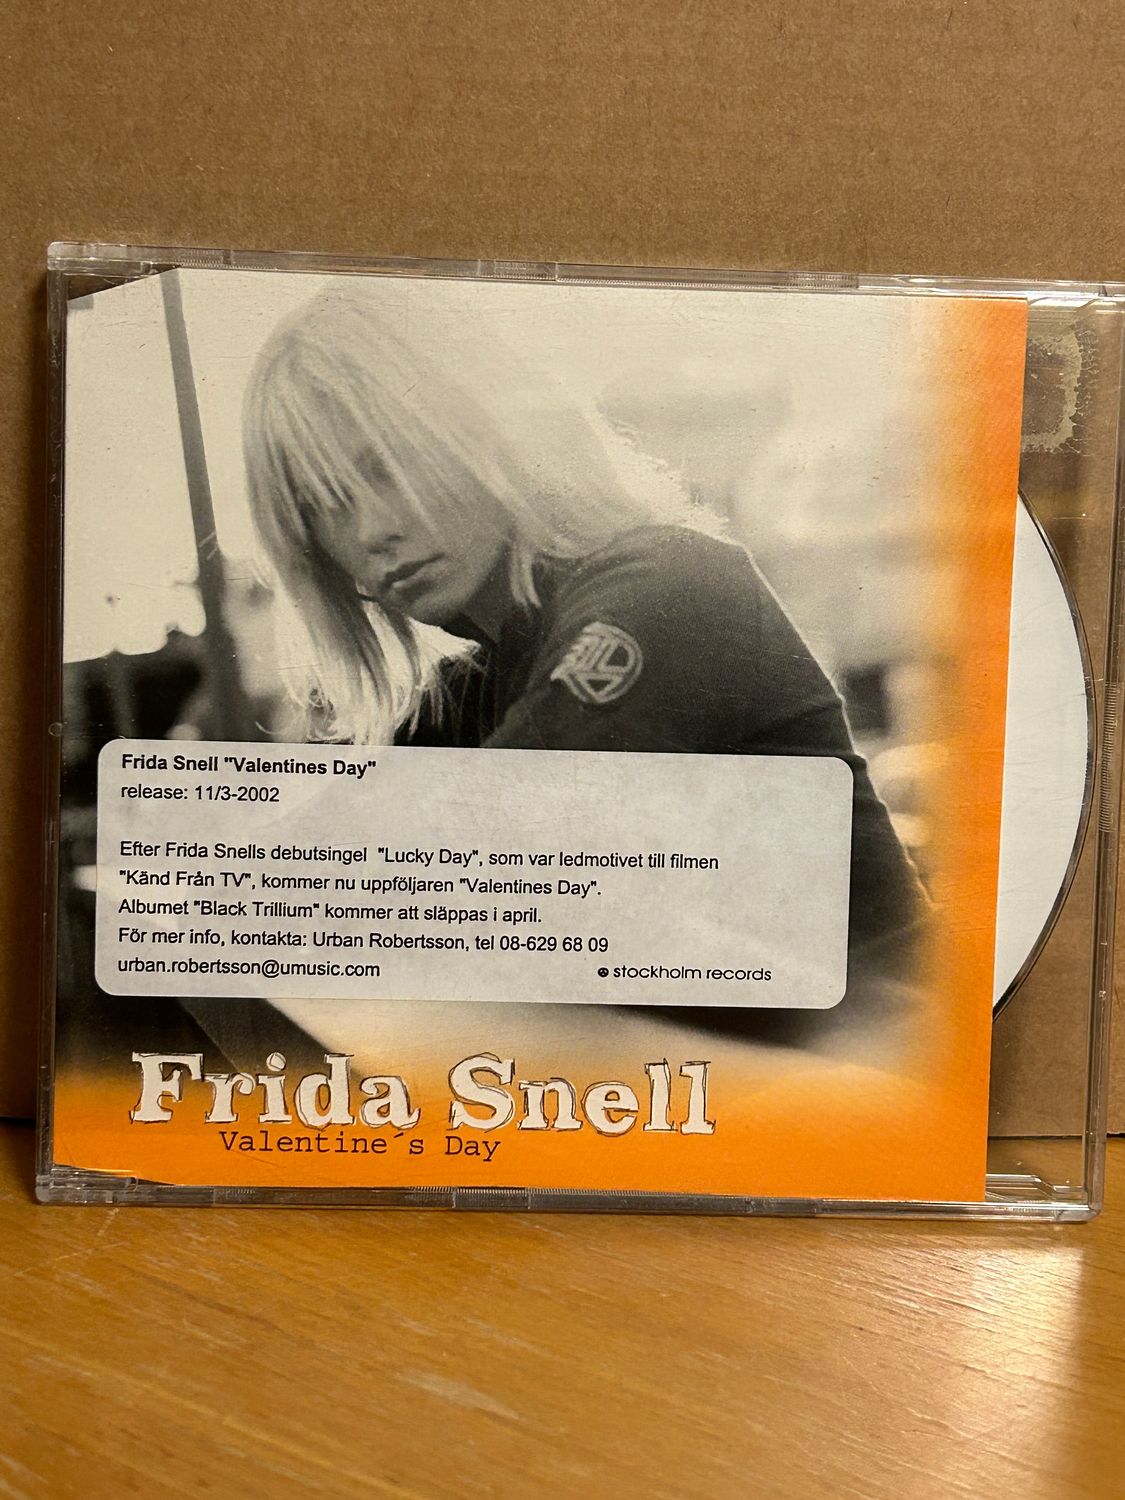 Frida Snell "Valentines Day"
release: 11/3-2002
Efter Frida Snells debutsingel "Lucky Day", som var ledmotivet till filmen
"Känd Från TV", kommer nu uppföljaren "Valentines Day".
Albumet "Black Trillium" kommer att släppas i april.
För mer info, kontakta: Urban Robertsson, tel 08-629 68 09
urban.robertsson@umusic.com
stockholm records
Frida Snell
Valentine´s Day